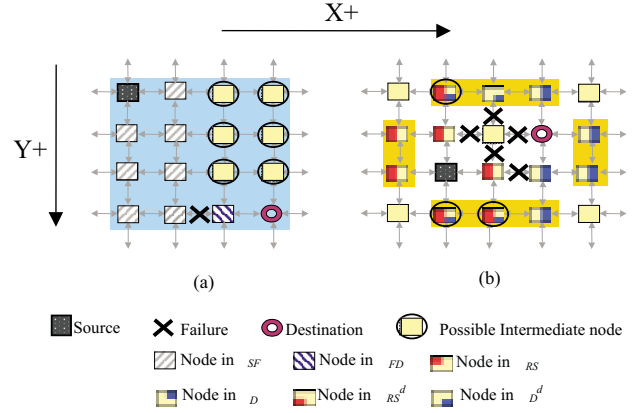 X+
Y+
(a)
(b)
Source
Failure
Destination
Possible Intermediate node
Node in SF
Node in FD
Node in RS
Node in D
Node in RS d
Node in D d